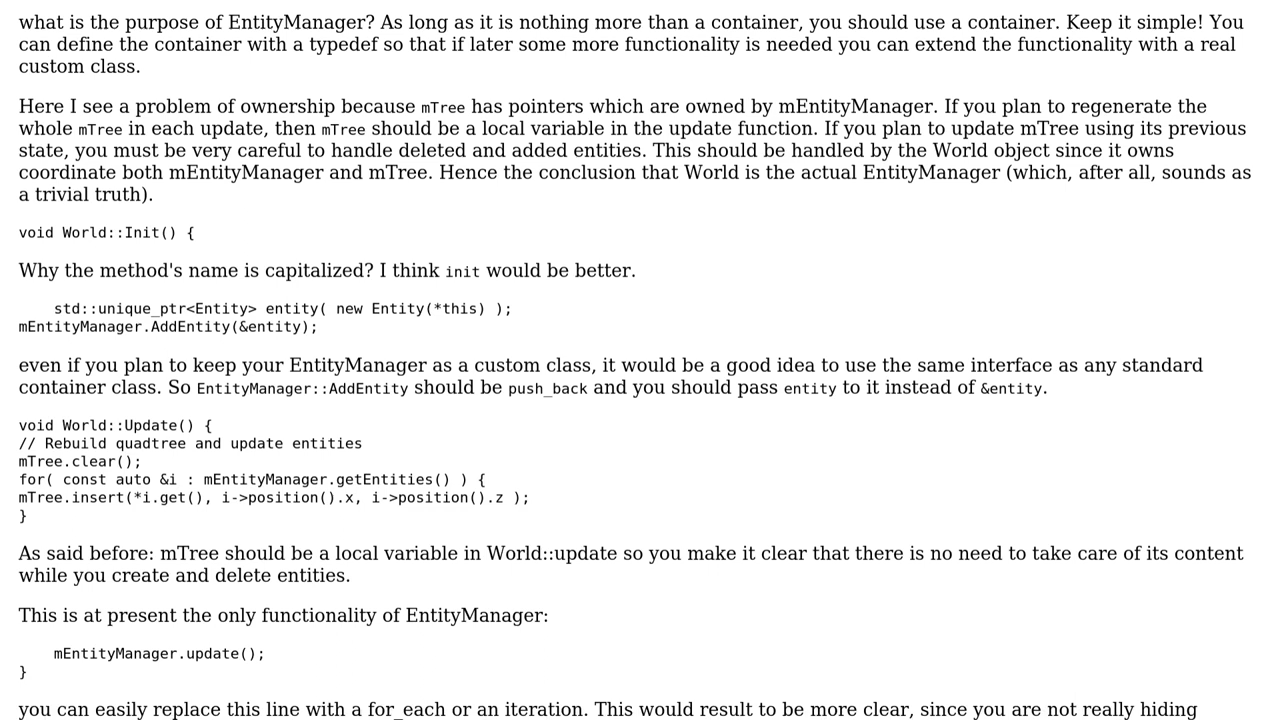 what is the purpose of EntityManager? As long as it is nothing more than a container, you should use a container. Keep it simple! You
can define the container with a typedef so that if later some more functionality is needed you can extend the functionality with a real
custom class.
Here I see a problem of ownership because mTree has pointers which are owned by mEntityManager. If you plan to regenerate the
whole mTree in each update, then mTree should be a local variable in the update function. If you plan to update mTree using its previous
state, you must be very careful to handle deleted and added entities. This should be handled by the World object since it owns
coordinate both mEntityManager and mTree. Hence the conclusion that World is the actual EntityManager (which, after all, sounds as
a trivial truth).
void World::Init() {
Why the method's name is capitalized? I think init would be better.
    std::unique_ptr<Entity> entity( new Entity(*this) );
mEntityManager.AddEntity(&entity);
even if you plan to keep your EntityManager as a custom class, it would be a good idea to use the same interface as any standard
container class. So EntityManager::AddEntity should be push_back and you should pass entity to it instead of &entity.
void World::Update() {
// Rebuild quadtree and update entities
mTree.clear();
for( const auto &i : mEntityManager.getEntities() ) {
mTree.insert(*i.get(), i->position().x, i->position().z );
}
As said before: mTree should be a local variable in World::update so you make it clear that there is no need to take care of its content
while you create and delete entities.
This is at present the only functionality of EntityManager:
    mEntityManager.update();
}
you can easily replace this line with a for_each or an iteration. This would result to be more clear, since you are not really hiding